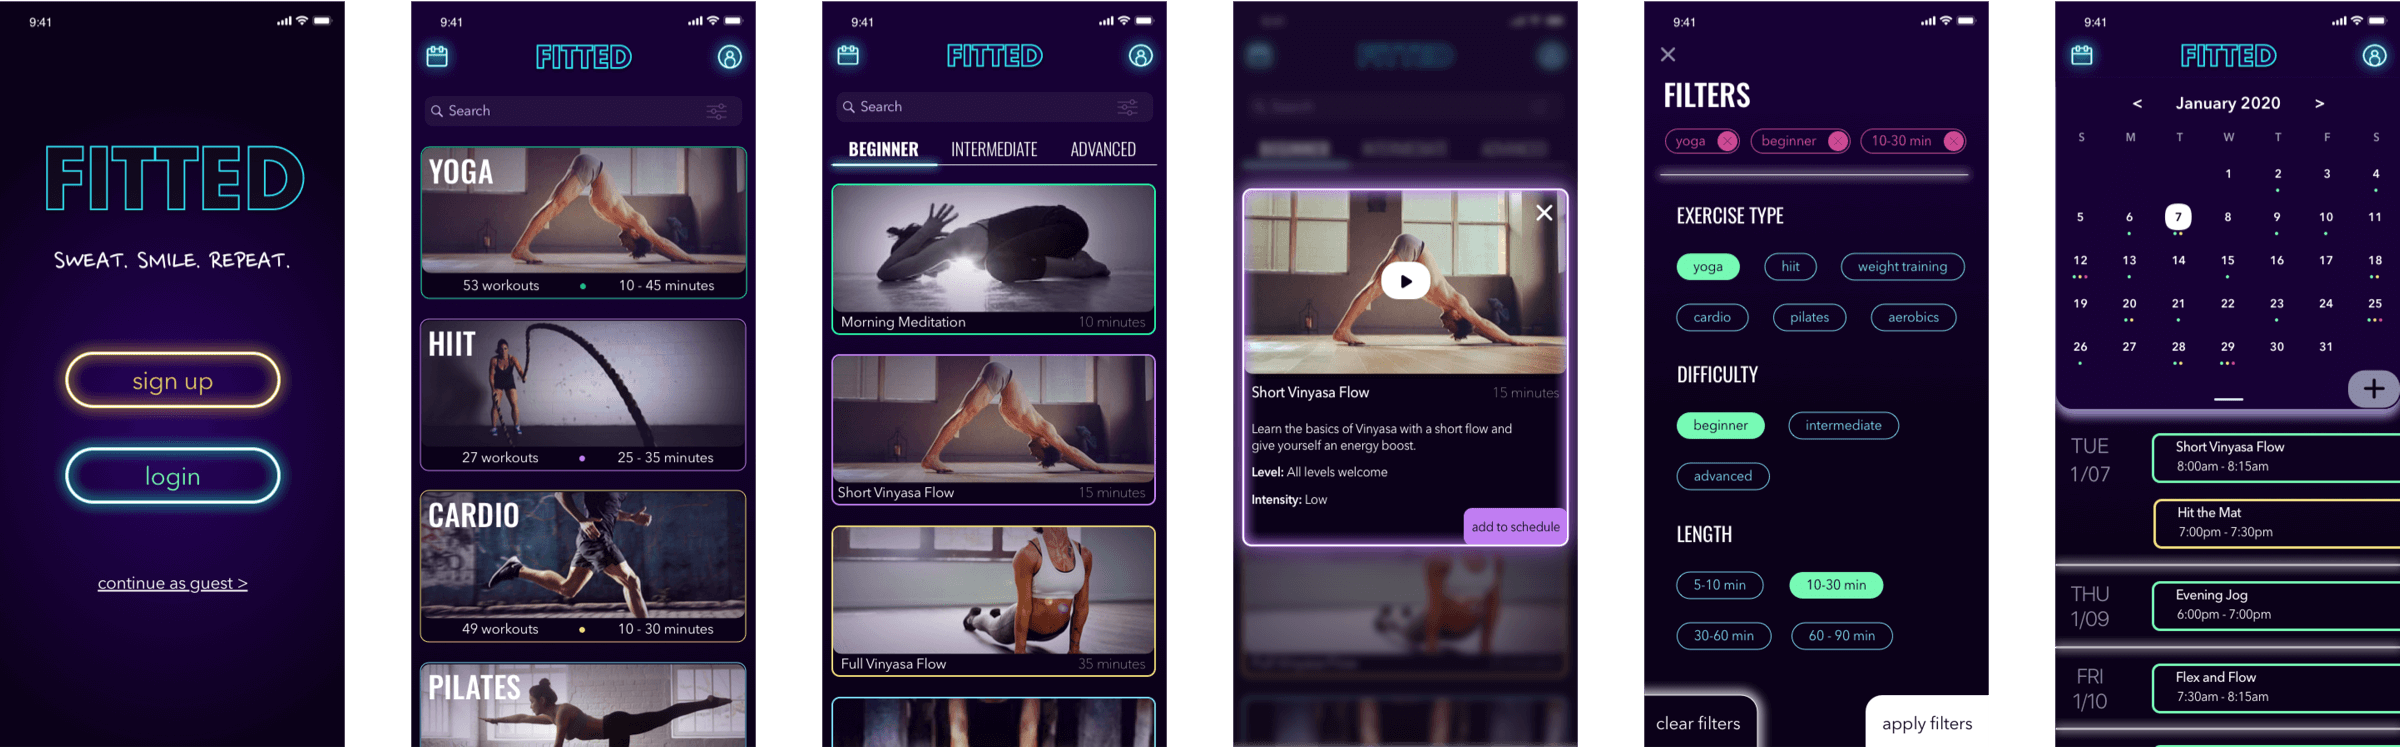 9:41
FITTED
SWEAT. SMILE. REPEAT.
sign up
login
continue as guest >
9:41
FITTED
Search
YOGA
53 workouts • 10 - 45 minutes
HIIT
27 workouts • 25 - 35 minutes
CARDIO
49 workouts • 10 - 30 minutes
PILATES
9:41
FITTED
Search
BEGINNER INTERMEDIATE ADVANCED
Morning Meditation 10 minutes
Short Vinyasa Flow 15 minutes
Full Vinyasa Flow 35 minutes
Short Vinyasa Flow 15 minutes
Learn the basics of Vinyasa with a short flow and
give yourself an energy boost.
Level: All levels welcome
Intensity: Low
add to schedule
9:41
FILTERS
yoga beginner 10-30 min
EXERCISE TYPE
yoga hiit weight training
cardio pilates aerobics
DIFFICULTY
beginner intermediate
advanced
LENGTH
5-10 min 10-30 min
30-60 min 60 - 90 min
clear filters apply filters
9:41
FITTED
< January 2020 >
S M T W T F S
1 2 3 4
5 6 7 8 9 10 11
12 13 14 15 16 17 18
19 20 21 22 23 24 25
26 27 28 29 30 31
+
TUE
1/07
Short Vinyasa Flow
8:00am - 8:15am
Hit the Mat
7:00pm - 7:30pm
THU
1/09
Evening Jog
6:00pm - 7:00pm
FRI
1/10
Flex and Flow
7:30am - 8:15am